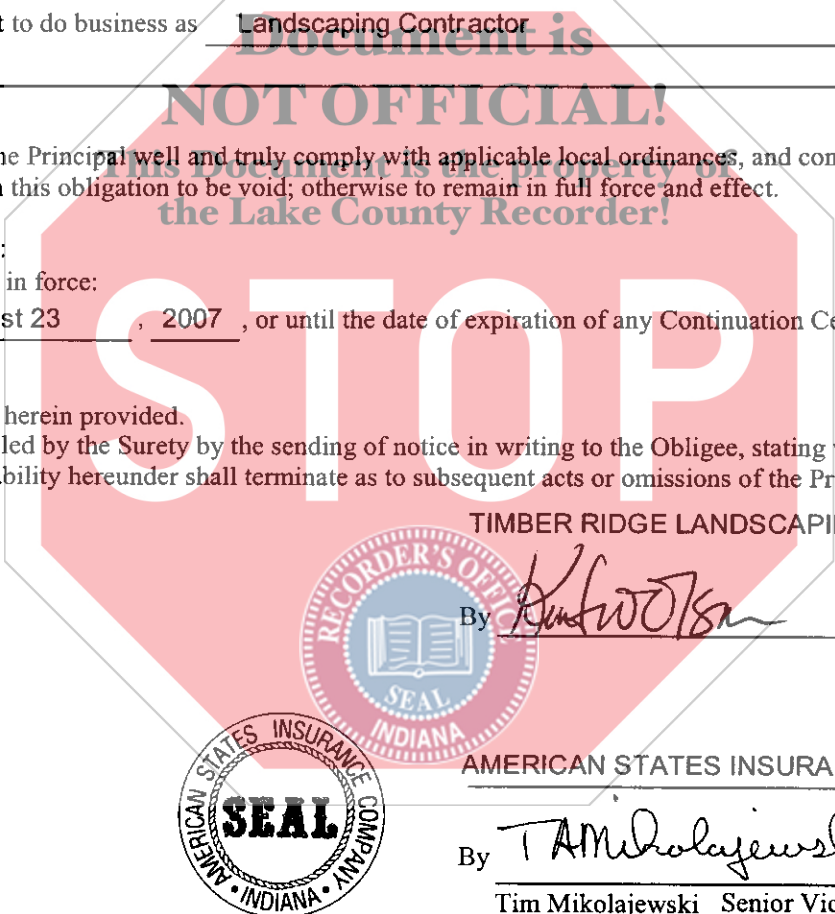 t to do business as Landscaping Contractor
Document is
NOT OFFICIAL!
ne Principal well and truly comply with applicable local ordinances, and con
This Document is the property of
n this obligation to be void; otherwise to remain in full force and effect.
the Lake County Recorder!
:
in force:
st 23 , 2007 , or until the date of expiration of any Continuation Ce
STOP
herein provided.
led by the Surety by the sending of notice in writing to the Obligee, stating
bility hereunder shall terminate as to subsequent acts or omissions of the Pr
TIMBER RIDGE LANDSCAPI
RECORDER'S OFFICE
By
SEAL
INDIANA
AMERICAN STATES INSURANCE COMPANY
SEAL
• INDIANA •
AMERICAN STATES INSURA
By TAMikolajews
Tim Mikolajewski Senior Vic